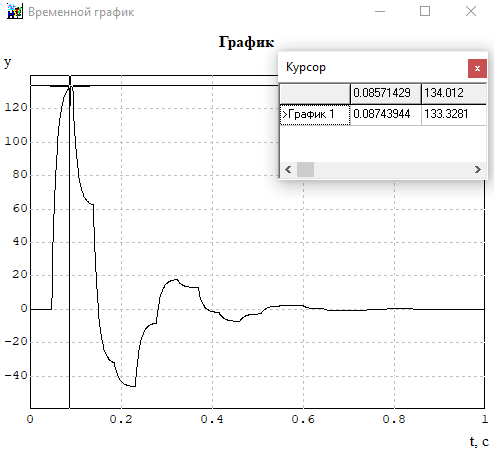 Временной график
График
y
Курсор
x
0.08571429 134.012
>График 1 0.08743944 133.3281
120
100
80
60
40
20
0
-20
-40
0 0.2 0.4 0.6 0.8 1
t, c